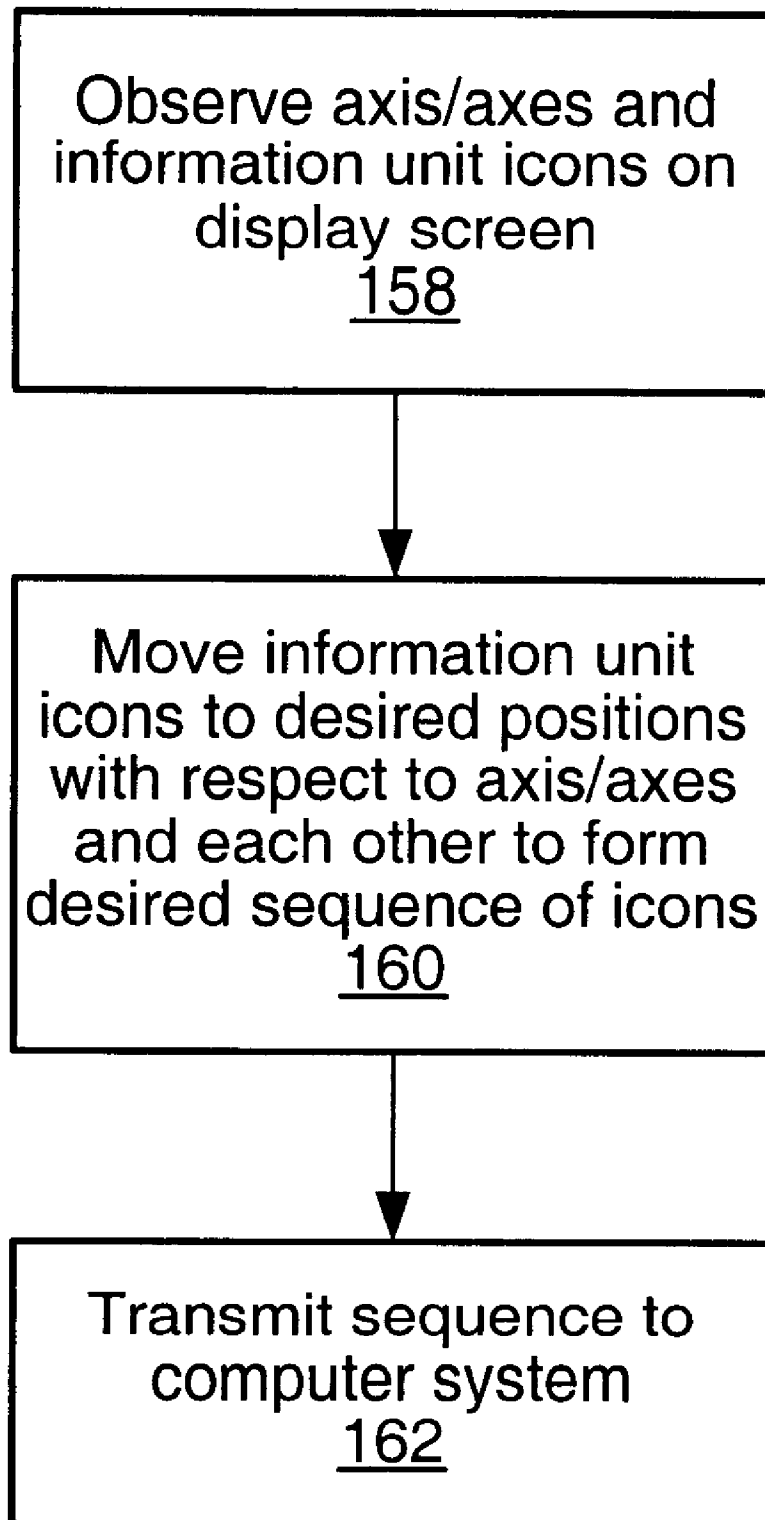 Observe axis/axes and
information unit icons on
display screen
158
Move information unit
icons to desired positions
with respect to axis/axes
and each other to form
desired sequence of icons
160
Transmit sequence to
computer system
162